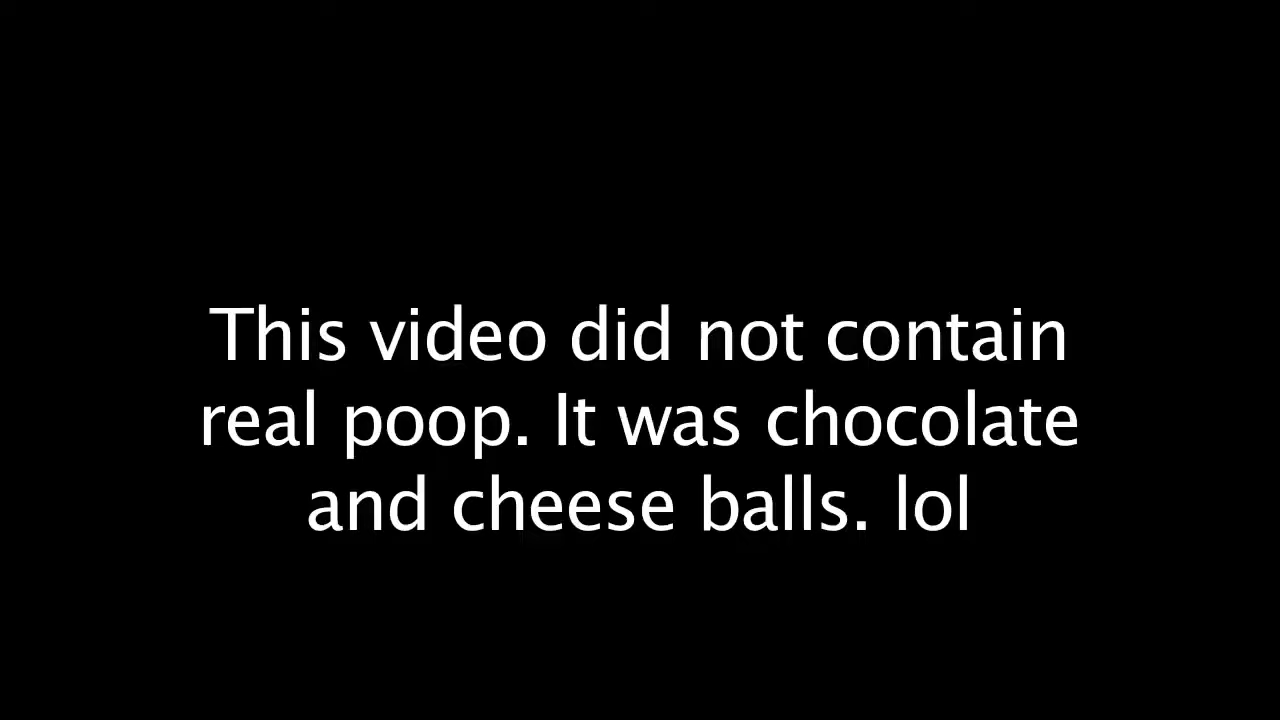 This video did not contain
real poop. It was chocolate
and cheese balls. lol